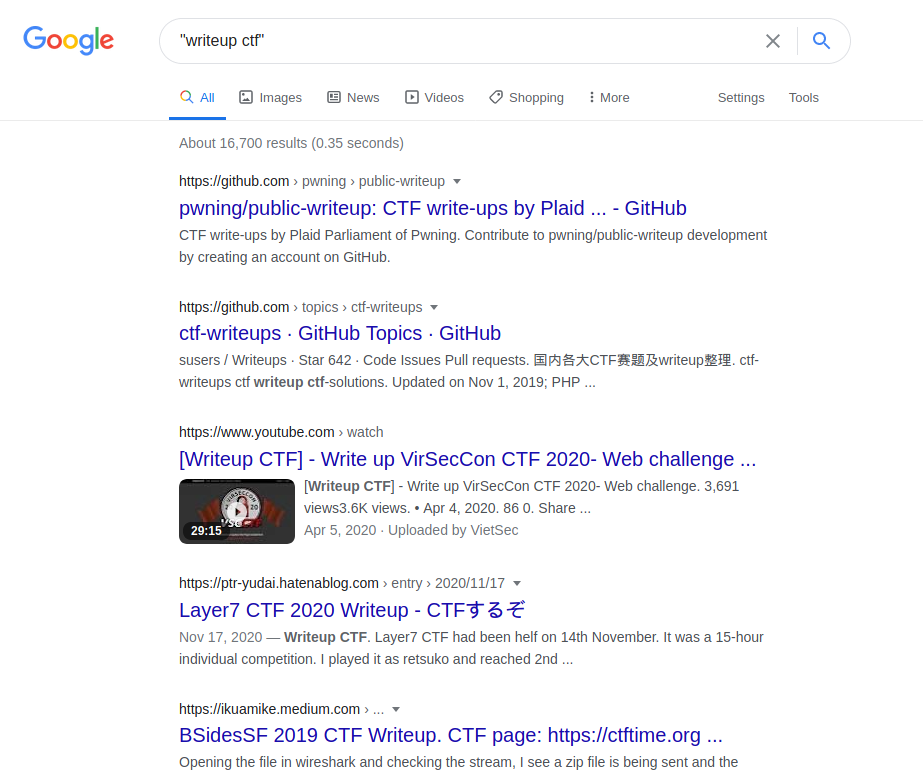 Google
"writeup ctf"
All
Images
News
Videos
Shopping
More
Settings
Tools
About 16,700 results (0.35 seconds)
https://github.com › pwning › public-writeup
pwning/public-writeup: CTF write-ups by Plaid ... - GitHub
CTF write-ups by Plaid Parliament of Pwning. Contribute to pwning/public-writeup development
by creating an account on GitHub.
https://github.com › topics › ctf-writeups
ctf-writeups · GitHub Topics · GitHub
susers / Writeups · Star 642 · Code Issues Pull requests. 国内各大CTF赛题及writeup整理. ctf-
writeups ctf writeup ctf-solutions. Updated on Nov 1, 2019; PHP ...
https://www.youtube.com › watch
[Writeup CTF] - Write up VirSecCon CTF 2020- Web challenge ...
VIRSECCON
20
29:15
[Writeup CTF] - Write up VirSecCon CTF 2020- Web challenge. 3,691
views3.6K views. • Apr 4, 2020. 86 0. Share ...
Apr 5, 2020 · Uploaded by VietSec
https://ptr-yudai.hatenablog.com › entry › 2020/11/17
Layer7 CTF 2020 Writeup - CTFするぞ
Nov 17, 2020 — Writeup CTF. Layer7 CTF had been helf on 14th November. It was a 15-hour
individual competition. I played it as retsuko and reached 2nd ...
https://ikuamike.medium.com › ...
BSidesSF 2019 CTF Writeup. CTF page: https://ctftime.org ...
Opening the file in wireshark and checking the stream, I see a zip file is being sent and the